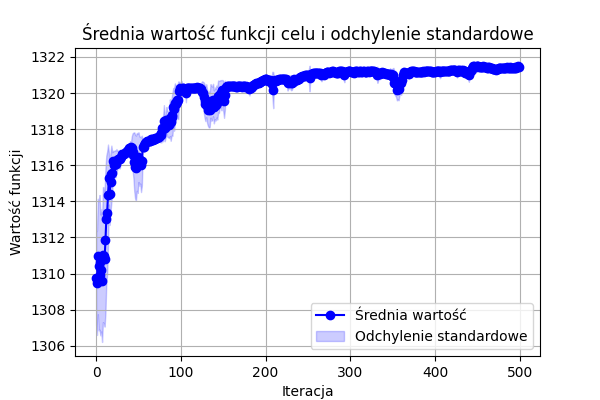 Średnia wartość funkcji celu i odchylenie standardowe
1322
1320
1318
1316
1314
1312
1310
1308
1306
Wartość funkcji
0 100 200 300 400 500
Iteracja
Średnia wartość
Odchylenie standardowe